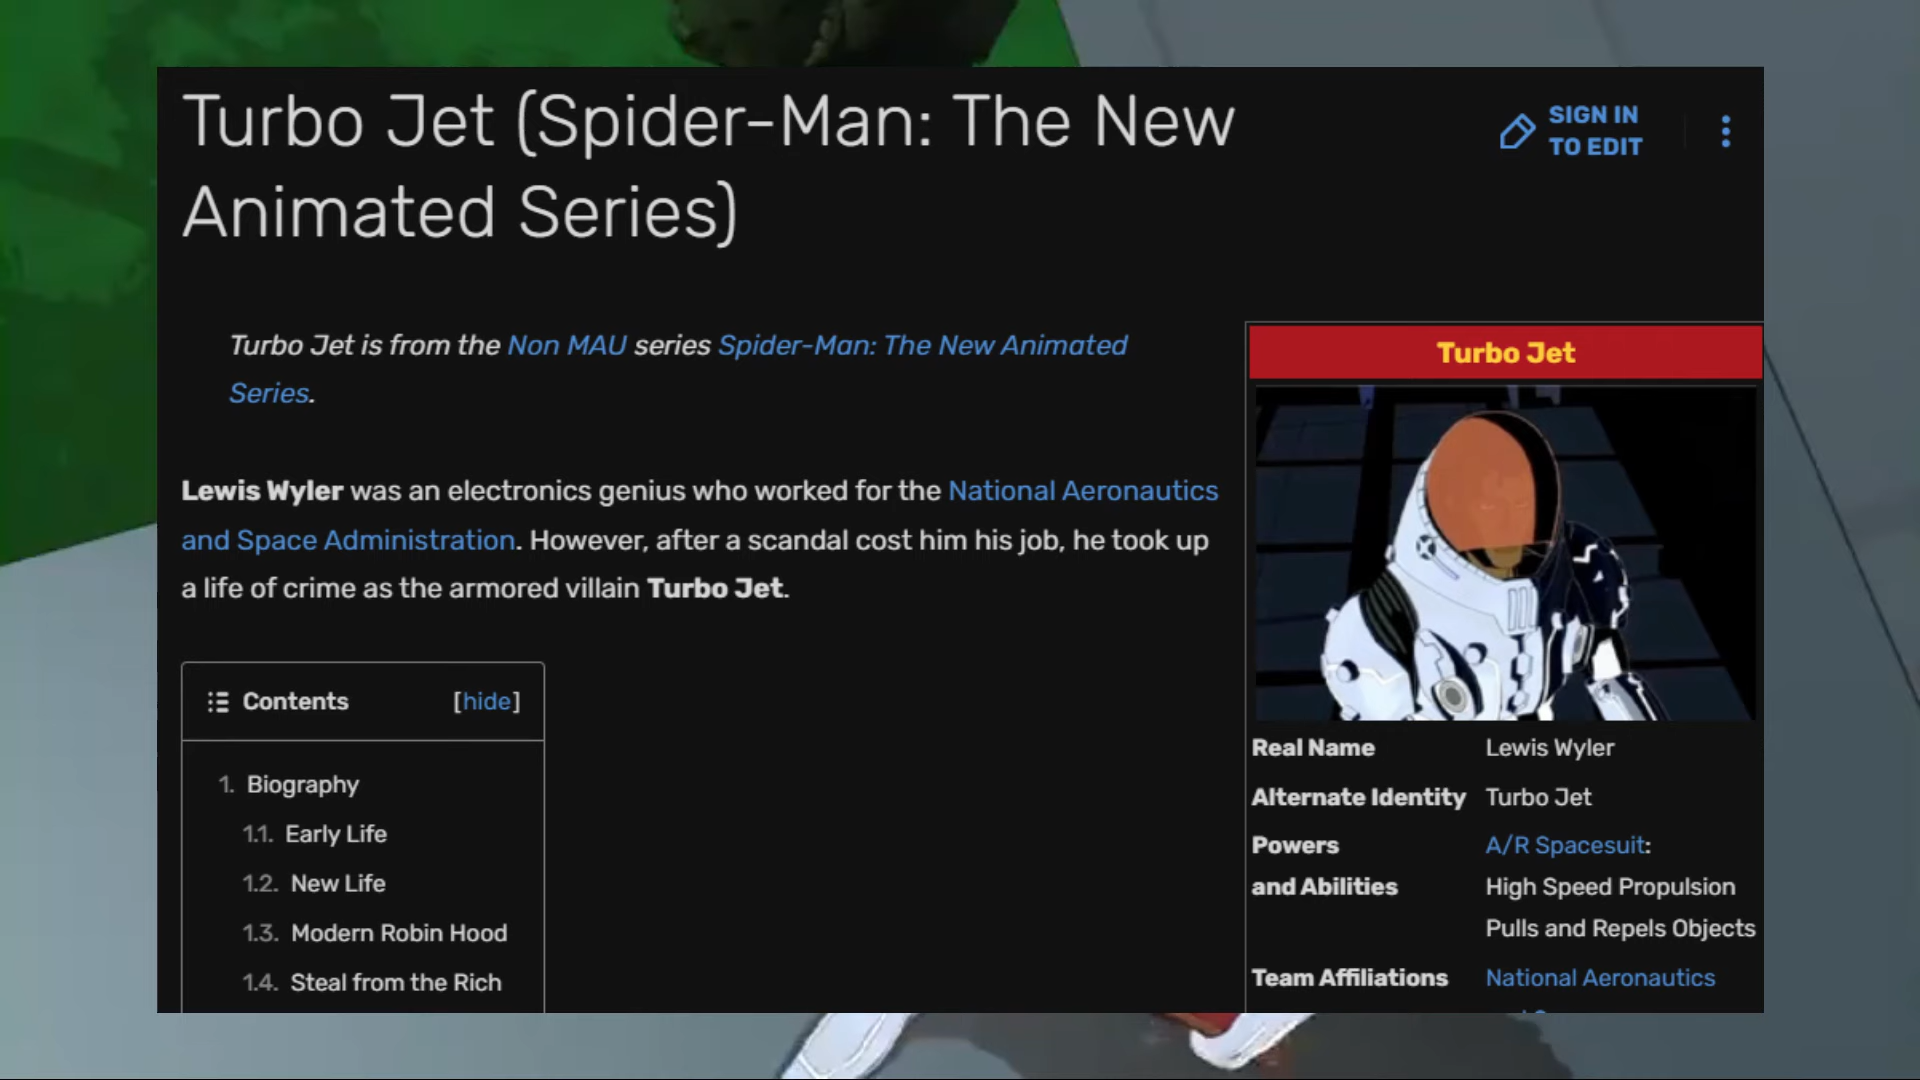 Turbo Jet (Spider-Man: The New
Animated Series)
SIGN IN
TO EDIT
Turbo Jet is from the Non MAU series Spider-Man: The New Animated
Series.
Lewis Wyler was an electronics genius who worked for the National Aeronautics
and Space Administration. However, after a scandal cost him his job, he took up
a life of crime as the armored villain Turbo Jet.
Contents [hide]
1. Biography
1.1. Early Life
1.2. New Life
1.3. Modern Robin Hood
1.4. Steal from the Rich
Turbo Jet
Real Name Lewis Wyler
Alternate Identity Turbo Jet
Powers A/R Spacesuit:
and Abilities High Speed Propulsion
Pulls and Repels Objects
Team Affiliations National Aeronautics